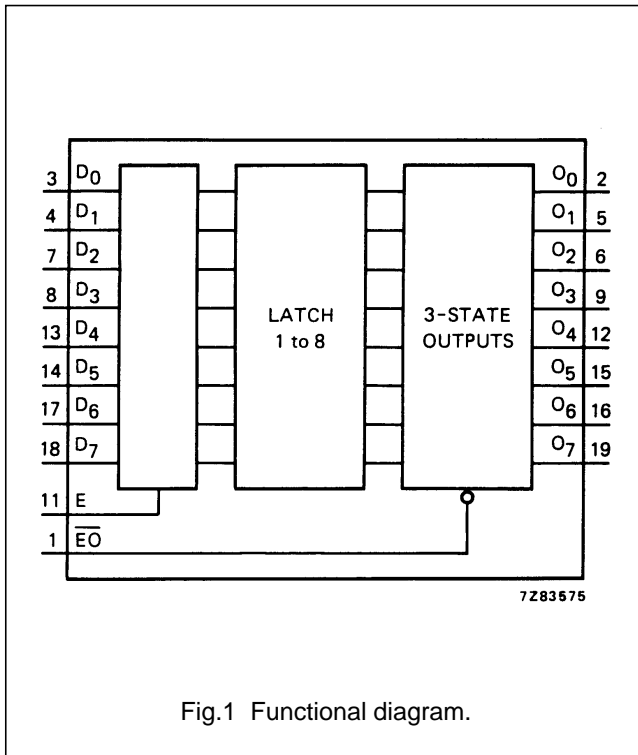 3 D0 O0 2
4 D1 O1 5
7 D2 O2 6
8 D3 O3 9
13 D4 O4 12
14 D5 O5 15
17 D6 O6 16
18 D7 O7 19
LATCH
1 to 8
3-STATE
OUTPUTS
11 E
1 E̅O̅
7Z83575
Fig.1 Functional diagram.